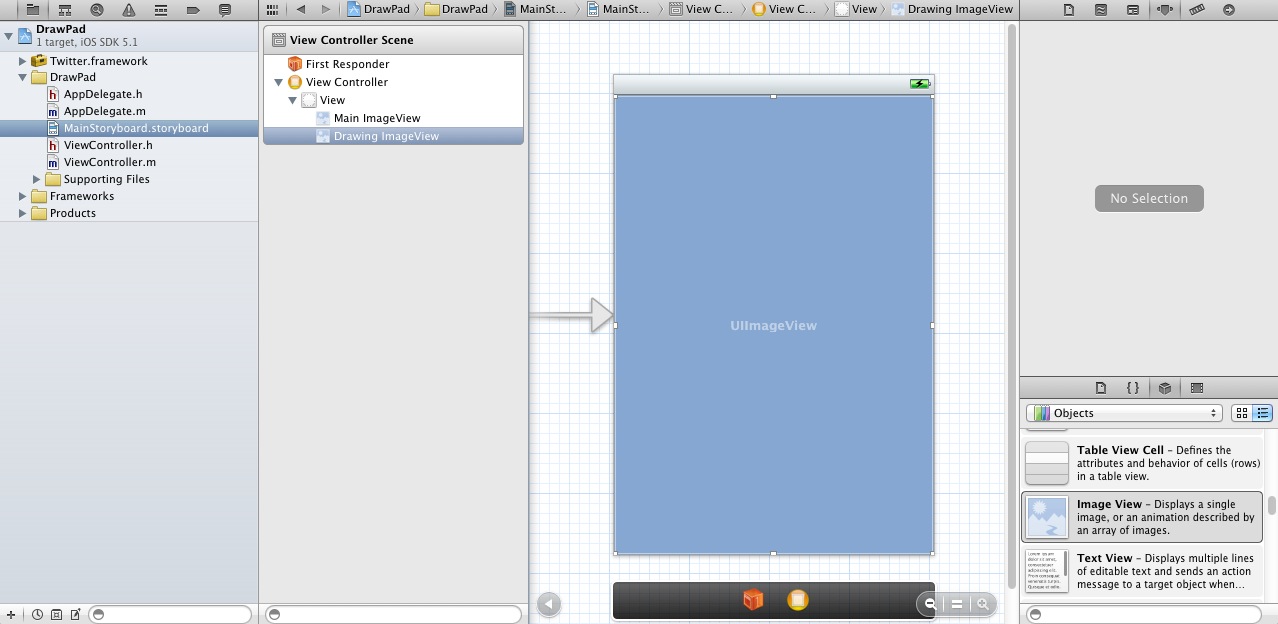 DrawPad
1 target, iOS SDK 5.1
Twitter.framework
DrawPad
AppDelegate.h
AppDelegate.m
MainStoryboard.storyboard
ViewController.h
ViewController.m
Supporting Files
Frameworks
Products
DrawPad
DrawPad
MainSt...
MainSt...
View C...
View C...
View
Drawing ImageView
View Controller Scene
First Responder
View Controller
View
Main ImageView
Drawing ImageView
UIImageView
No Selection
{ }
Objects
Table View Cell – Defines the
attributes and behavior of cells (rows)
in a table view.
Image View – Displays a single
image, or an animation described by
an array of images.
Text View – Displays multiple lines
of editable text and sends an action
message to a target object when...